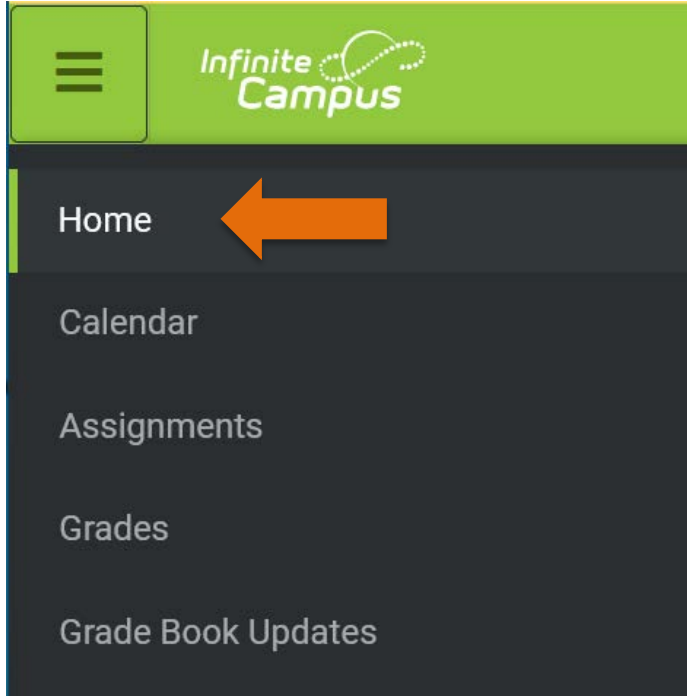 Infinite
Campus
Home
Calendar
Assignments
Grades
Grade Book Updates